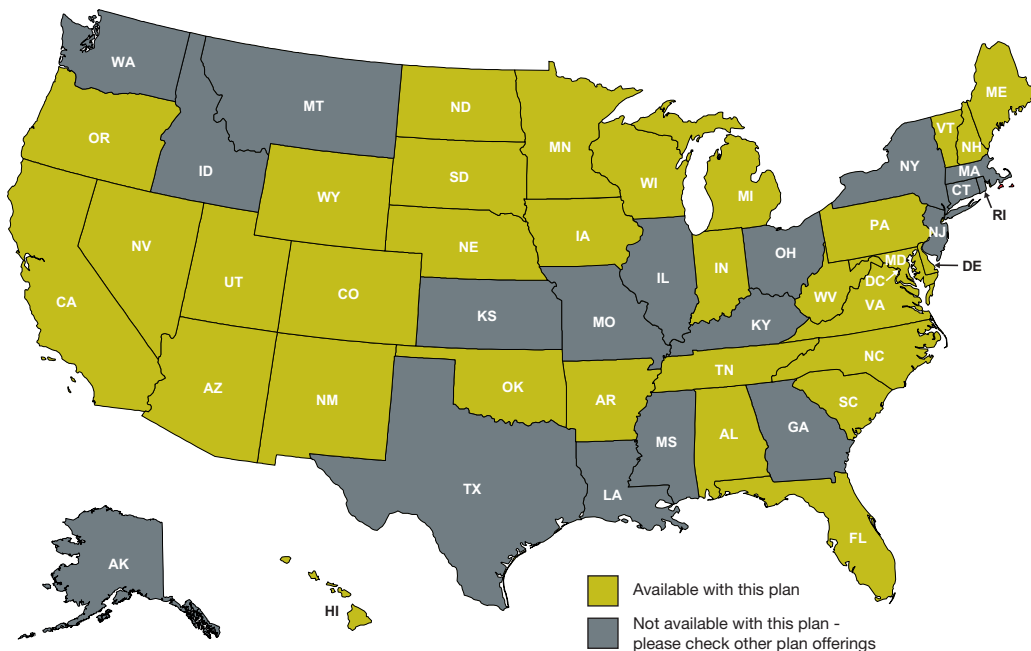 WA
MT
ND
MN
ME
VT
NH
OR
ID
WY
SD
WI
MI
NY
MA
CT
RI
NV
UT
CO
NE
IA
IL
IN
OH
PA
NJ
MD
DE
DC
CA
KS
MO
KY
WV
VA
AZ
NM
OK
AR
TN
NC
SC
TX
LA
MS
AL
GA
FL
AK
HI
Available with this plan
Not available with this plan -
please check other plan offerings